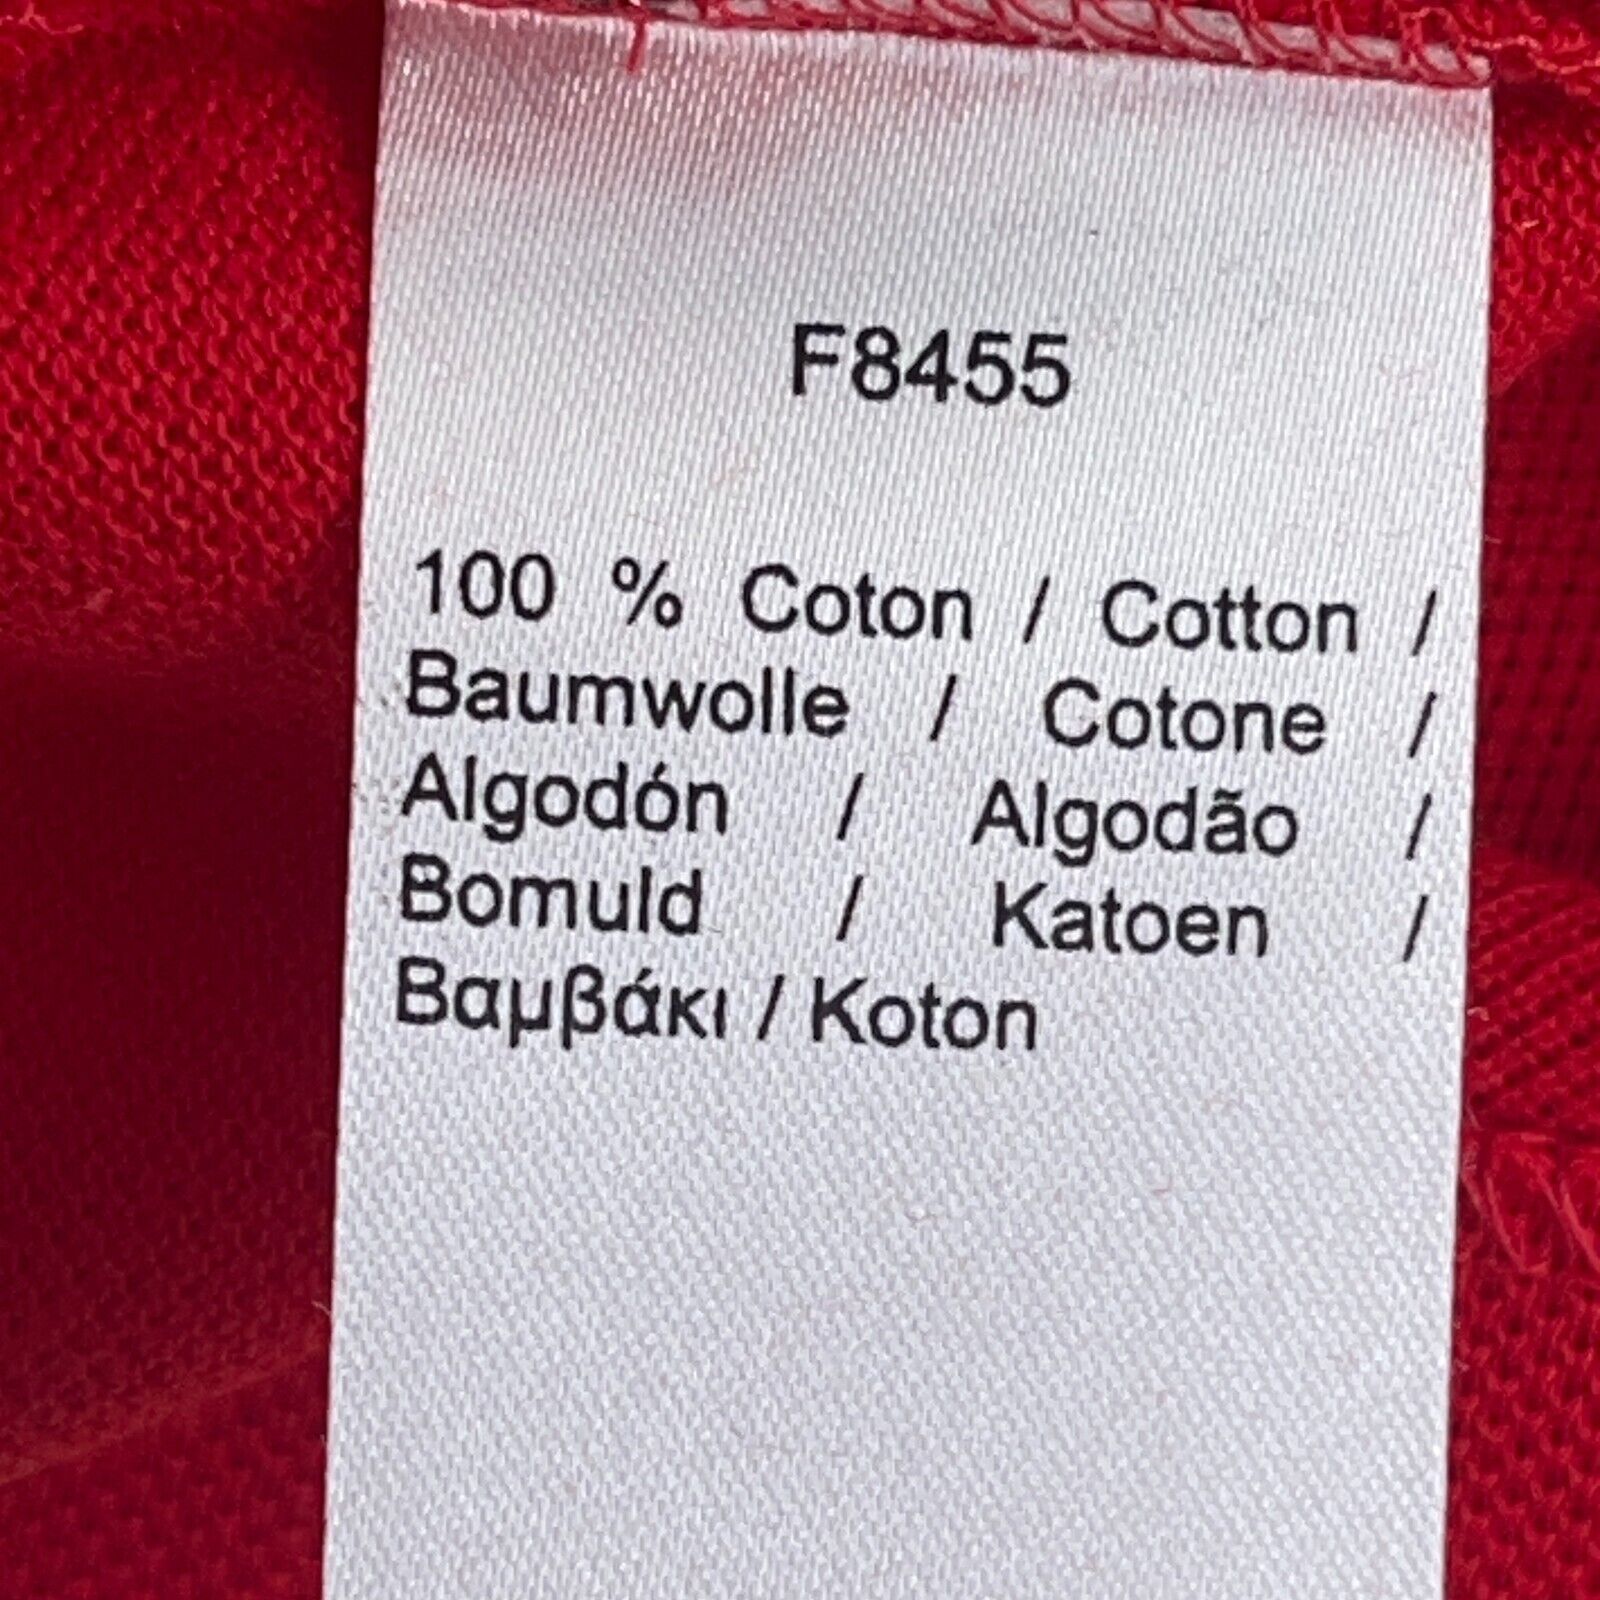 F8455
100 % Coton / Cotton /
Baumwolle / Cotone /
Algodón / Algodão /
Bomuld / Katoen /
Βαμβάκι / Koton